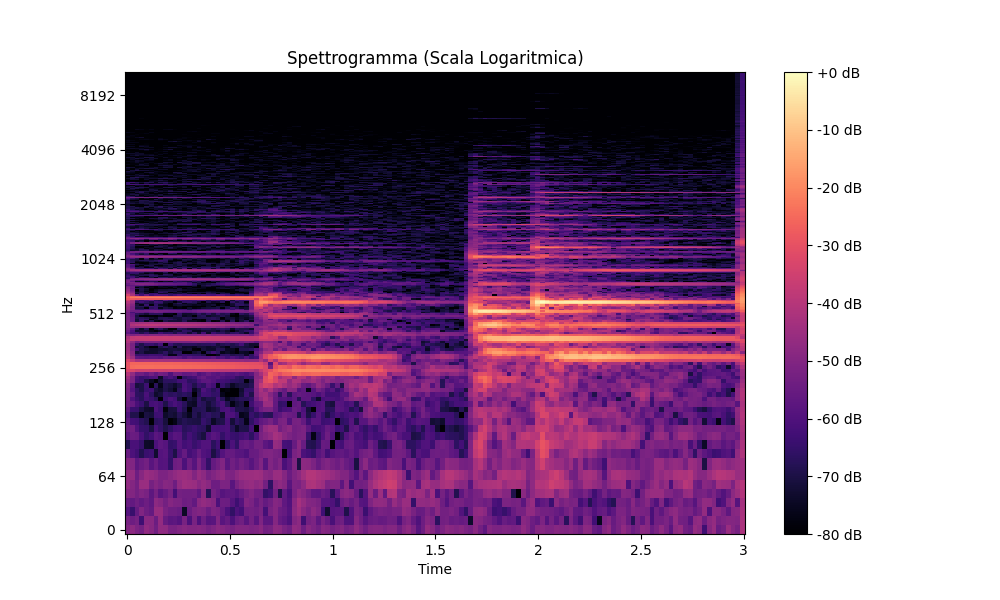 Spettrogramma (Scala Logaritmica)
8192
4096
2048
1024
512
256
128
64
0
Hz
0
0.5
1
1.5
2
2.5
3
Time
+0 dB
-10 dB
-20 dB
-30 dB
-40 dB
-50 dB
-60 dB
-70 dB
-80 dB